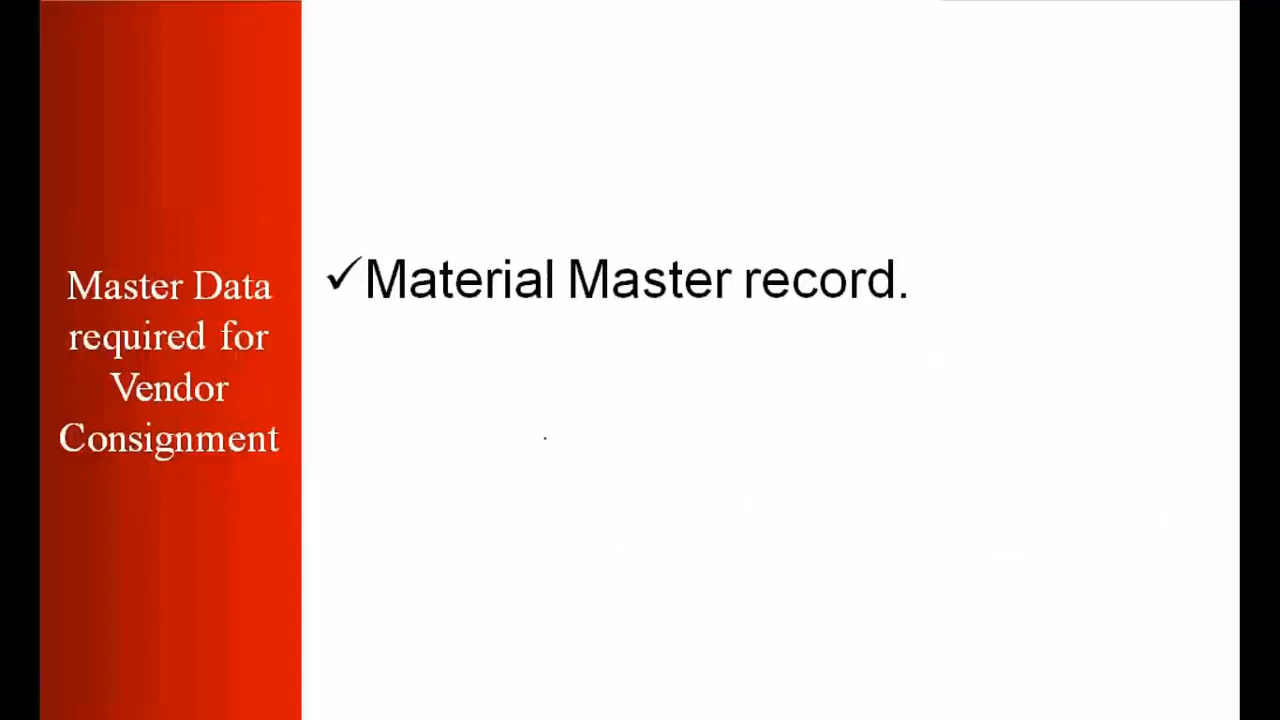 Master Data
required for
Vendor
Consignment
✓Material Master record.